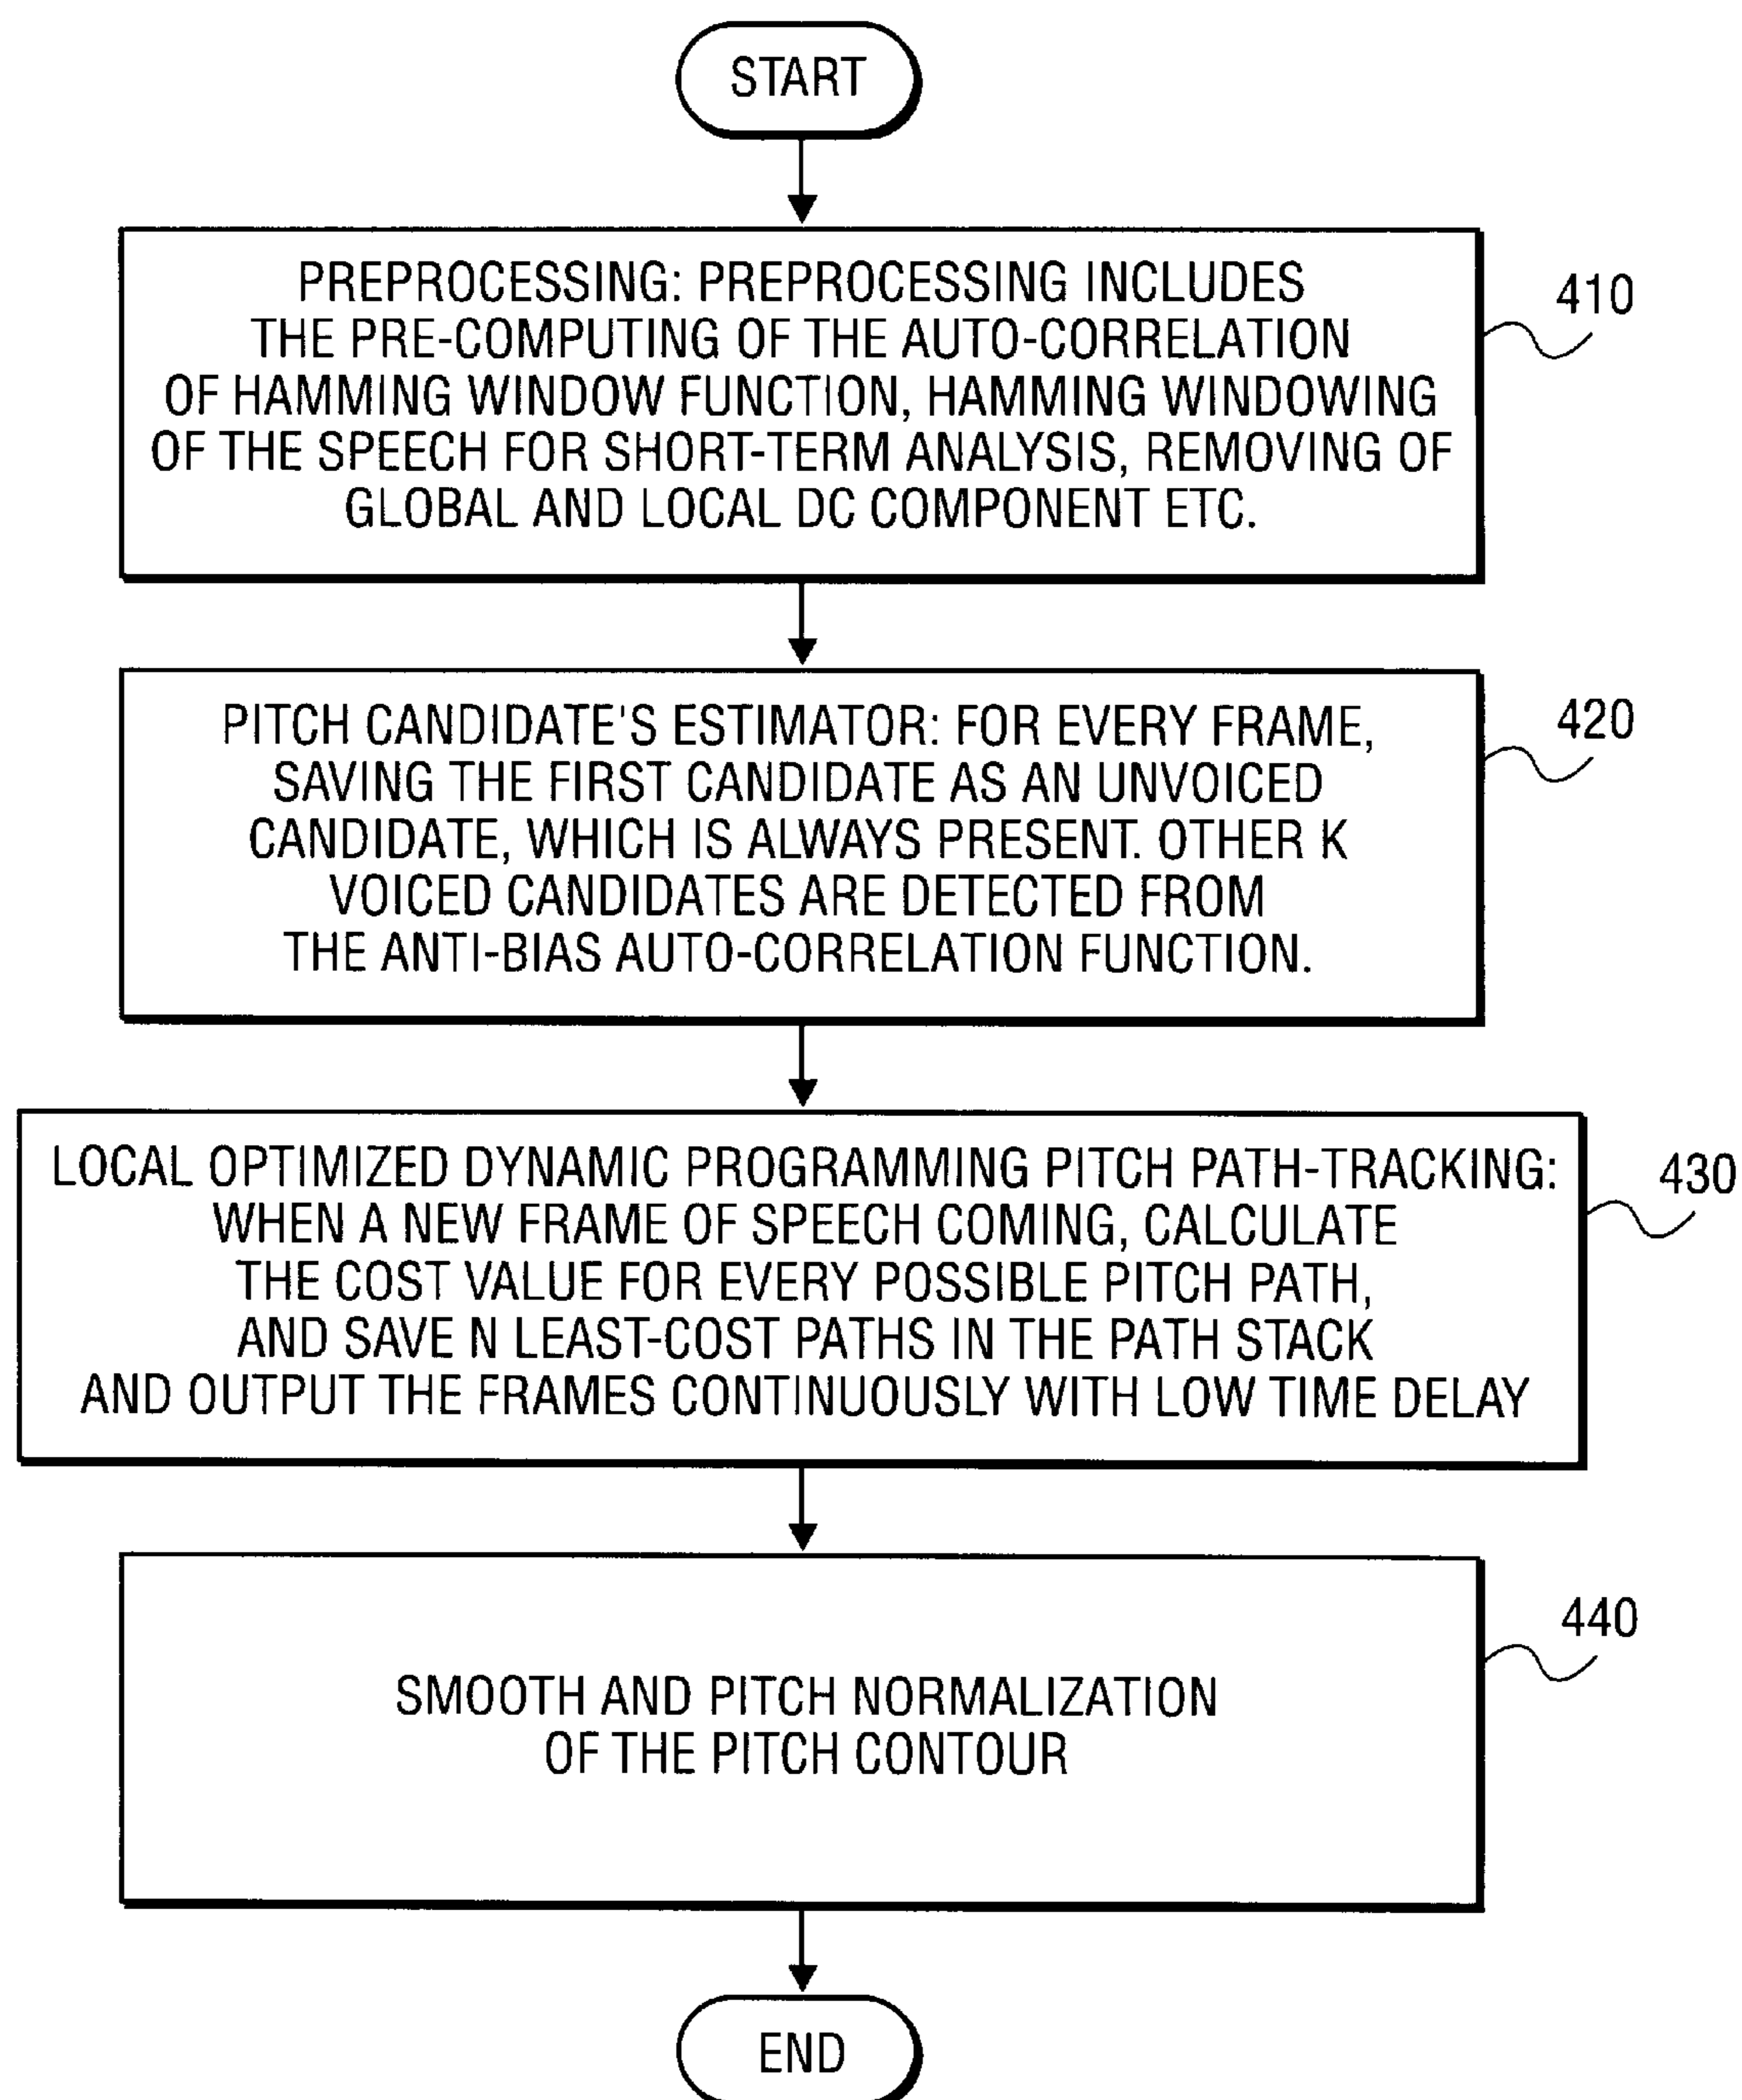 START
PREPROCESSING: PREPROCESSING INCLUDES
THE PRE-COMPUTING OF THE AUTO-CORRELATION
OF HAMMING WINDOW FUNCTION, HAMMING WINDOWING
OF THE SPEECH FOR SHORT-TERM ANALYSIS, REMOVING OF
GLOBAL AND LOCAL DC COMPONENT ETC.
410
PITCH CANDIDATE'S ESTIMATOR: FOR EVERY FRAME,
SAVING THE FIRST CANDIDATE AS AN UNVOICED
CANDIDATE, WHICH IS ALWAYS PRESENT. OTHER K
VOICED CANDIDATES ARE DETECTED FROM
THE ANTI-BIAS AUTO-CORRELATION FUNCTION.
420
LOCAL OPTIMIZED DYNAMIC PROGRAMMING PITCH PATH-TRACKING:
WHEN A NEW FRAME OF SPEECH COMING, CALCULATE
THE COST VALUE FOR EVERY POSSIBLE PITCH PATH,
AND SAVE N LEAST-COST PATHS IN THE PATH STACK
AND OUTPUT THE FRAMES CONTINUOUSLY WITH LOW TIME DELAY
430
SMOOTH AND PITCH NORMALIZATION
OF THE PITCH CONTOUR
440
END